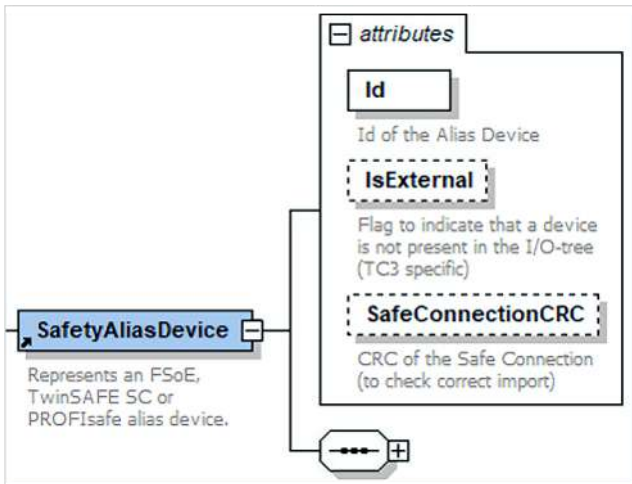 attributes
Id
Id of the Alias Device
IsExternal
Flag to indicate that a device
is not present in the I/O-tree
(TC3 specific)
SafeConnectionCRC
CRC of the Safe Connection
(to check correct import)
SafetyAliasDevice
Represents an FSoE,
TwinSAFE SC or
PROFIsafe alias device.